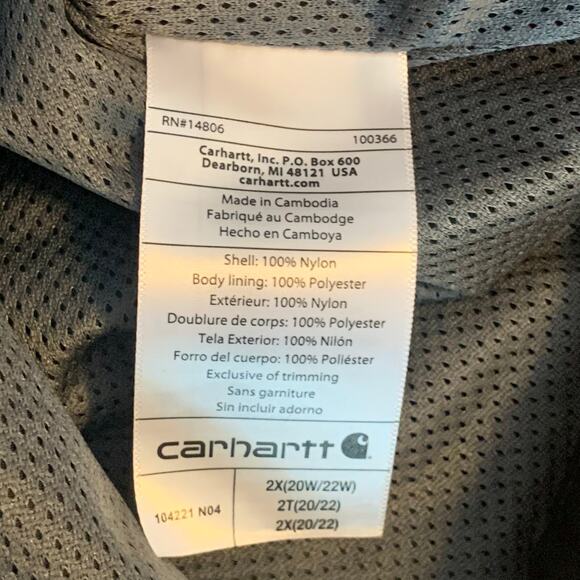 RN#14806
100366
Carhartt, Inc. P.O. Box 600
Dearborn, MI 48121 USA
carhartt.com
Made in Cambodia
Fabriqué au Cambodge
Hecho en Camboya
Shell: 100% Nylon
Body lining: 100% Polyester
Extérieur: 100% Nylon
Doublure de corps: 100% Polyester
Tela Exterior: 100% Nilón
Forro del cuerpo: 100% Poliéster
Exclusive of trimming
Sans garniture
Sin incluir adorno
carhartt
104221 N04
2X(20W/22W)
2T(20/22)
2X(20/22)